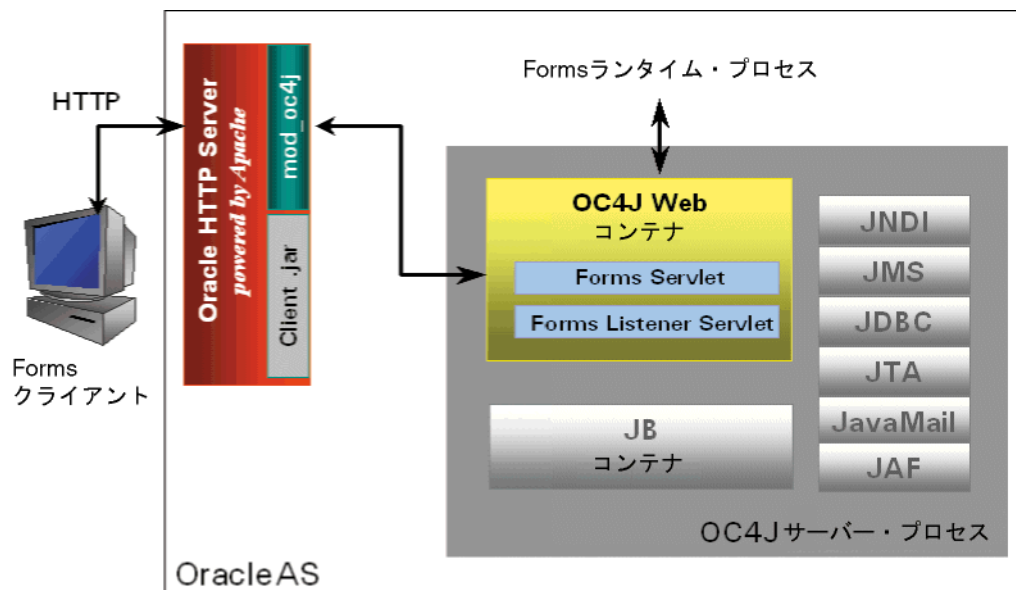 HTTP
Forms
クライアント
Oracle HTTP Server
powered by Apache
mod_oc4j
Client .jar
Formsランタイム・プロセス
OC4J Web
コンテナ
Forms Servlet
Forms Listener Servlet
JB
コンテナ
JNDI
JMS
JDBC
JTA
JavaMail
JAF
OC4Jサーバー・プロセス
OracleAS